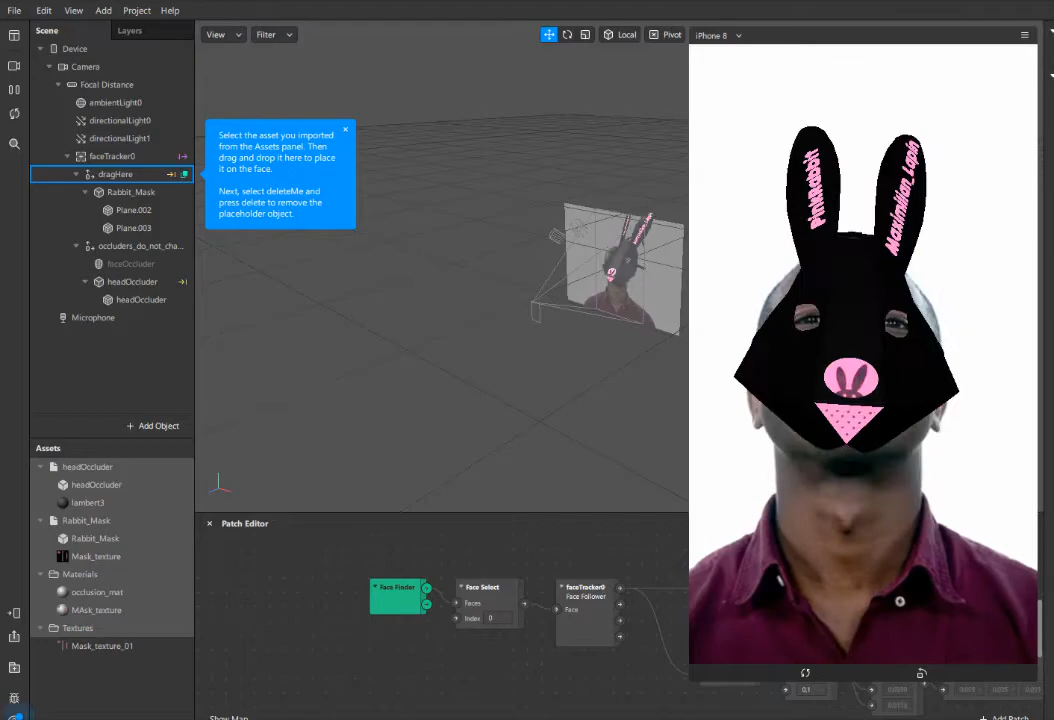 File Edit View Add Project Help
Scene Layers
View Filter Local Pivot
iPhone 8
Device
Camera
Focal Distance
ambientLight0
directionalLight0
directionalLight1
faceTracker0
dragHere
Rabbit_Mask
Plane.002
Plane.003
occluders_do_not_cha...
faceOccluder
headOccluder
headOccluder
Microphone
Add Object
Select the asset you imported
from the Assets panel. Then
drag and drop it here to place
it on the face.
Next, select deleteMe and
press delete to remove the
placeholder object.
PinkRabbit
Maximilian_Lapin
Assets
headOccluder
headOccluder
lambert3
Rabbit_Mask
Rabbit_Mask
Mask_texture
Materials
occlusion_mat
MAsk_texture
Textures
Mask_texture_01
Patch Editor
Face Finder
Face Select
Faces
Index 0
faceTracker0
Face Follower
Face
0,1
Show Map
Add Patch